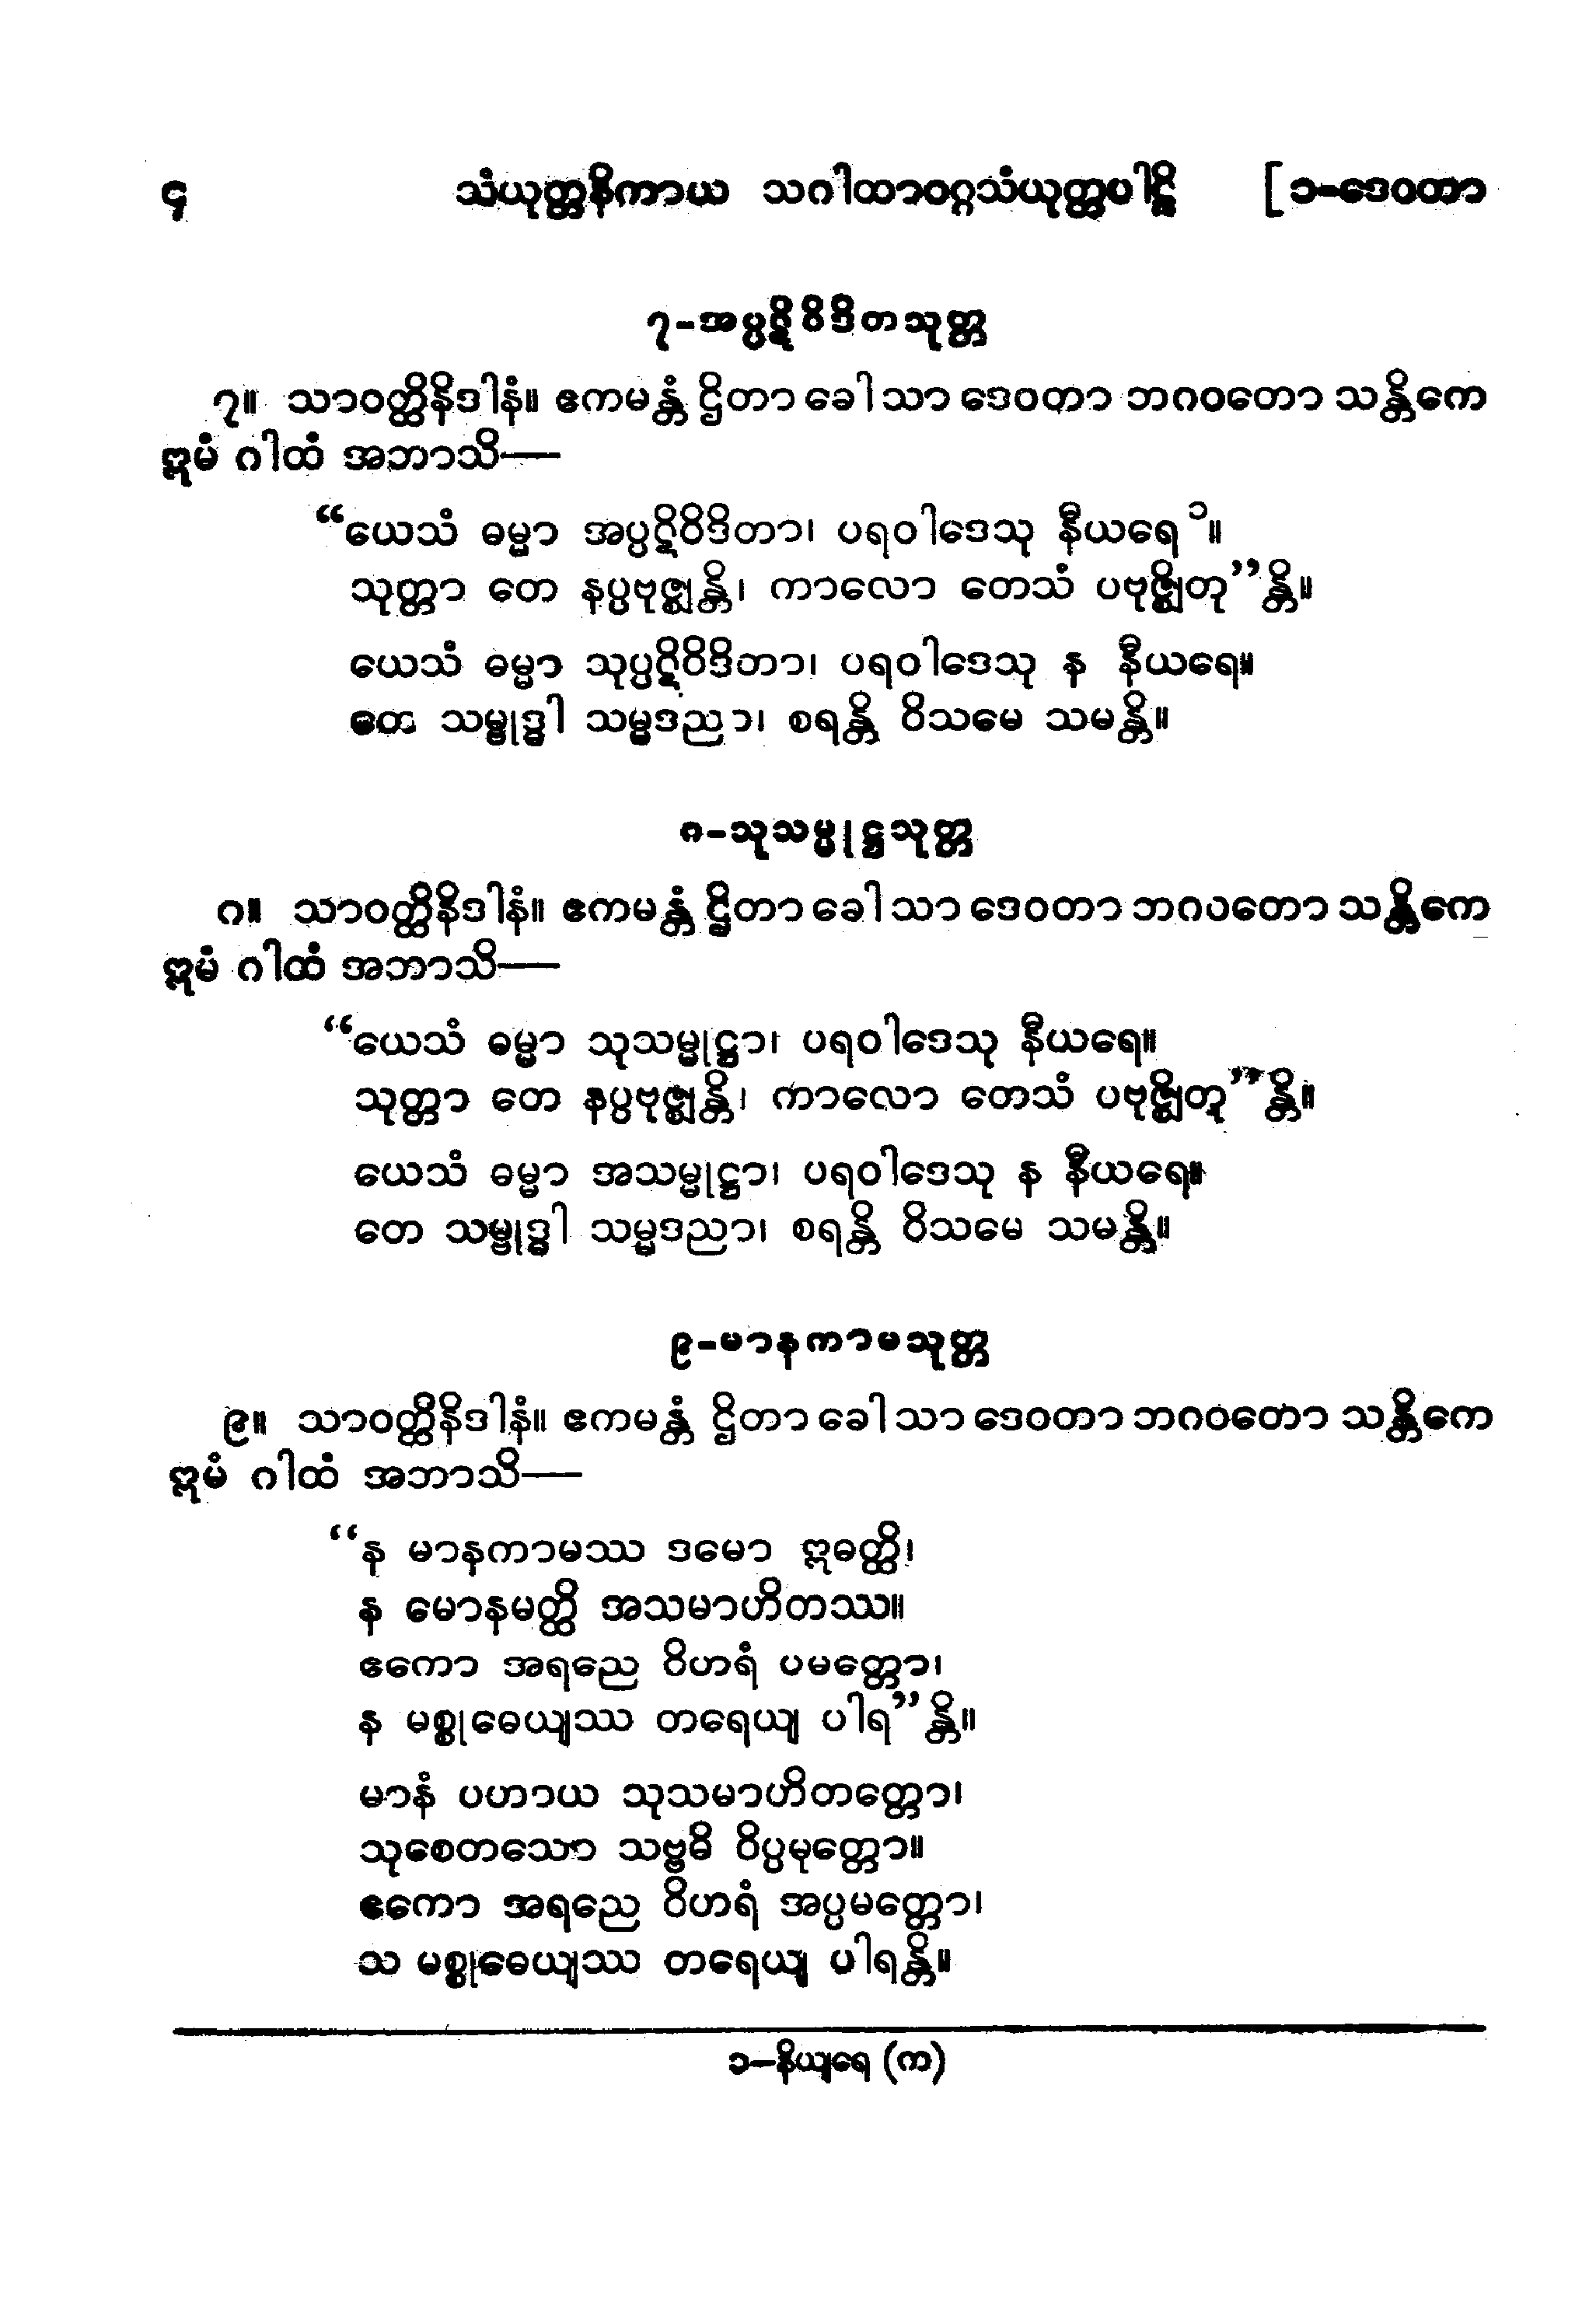 ၄ သံယုတ္တနိကာယ သဂါထာဝဂ္ဂသံယုတ္တပါဠိ [ ၁-ဒေဝတာ
၇-အပ္ပဋိဝိဒိတသုတ္တ
၇။ သာဝတ္ထိနိဒါနံ။ ဧကမန္တံ ဌိတာ ခေါ သာ ဒေဝတာ ဘဂဝတော သန္တိကေ
ဣမံ ဂါထံ အဘာသိ—
“ယေသံ ဓမ္မာ အပ္ပဋိဝိဒိတာ၊ ပရဝါဒေသု နီယရေ ၁။
သုတ္တာ တေ နပ္ပဗုဇ္ဈန္တိ၊ ကာလော တေသံ ပဗုဇ္ဈိတု”န္တိ။
ယေသံ ဓမ္မာ သုပ္ပဋိဝိဒိတာ၊ ပရဝါဒေသု န နီယရေ။
တေ သမ္ဗုဒ္ဓါ သမ္မဒညာ၊ စရန္တိ ဝိသမေ သမန္တိ။
၈-သုသမ္မုဋ္ဌသုတ္တ
၈။ သာဝတ္ထိနိဒါနံ။ ဧကမန္တံ ဌိတာ ခေါ သာ ဒေဝတာ ဘဂဝတော သန္တိကေ
ဣမံ ဂါထံ အဘာသိ—
“ယေသံ ဓမ္မာ သုသမ္မုဋ္ဌာ၊ ပရဝါဒေသု နီယရေ။
သုတ္တာ တေ နပ္ပဗုဇ္ဈန္တိ၊ ကာလော တေသံ ပဗုဇ္ဈိတု”န္တိ။
ယေသံ ဓမ္မာ အသမ္မုဋ္ဌာ၊ ပရဝါဒေသု န နီယရေ။
တေ သမ္ဗုဒ္ဓါ သမ္မဒညာ၊ စရန္တိ ဝိသမေ သမန္တိ။
၉-မာနကာမသုတ္တ
၉။ သာဝတ္ထိနိဒါနံ။ ဧကမန္တံ ဌိတာ ခေါ သာ ဒေဝတာ ဘဂဝတော သန္တိကေ
ဣမံ ဂါထံ အဘာသိ—
“န မာနကာမဿ ဒမော ဣဓတ္ထိ၊
န မောနမတ္ထိ အသမာဟိတဿ။
ဧကော အရညေ ဝိဟရံ ပမတ္တော၊
န မစ္စုဓေယျဿ တရေယျ ပါရ”န္တိ။
မာနံ ပဟာယ သုသမာဟိတတ္တော၊
သုစေတသော သဗ္ဗဓိ ဝိပ္ပမုတ္တော။
ဧကော အရညေ ဝိဟရံ အပ္ပမတ္တော၊
သ မစ္စုဓေယျဿ တရေယျ ပါရန္တိ။
၁—နိယျရေ (က)